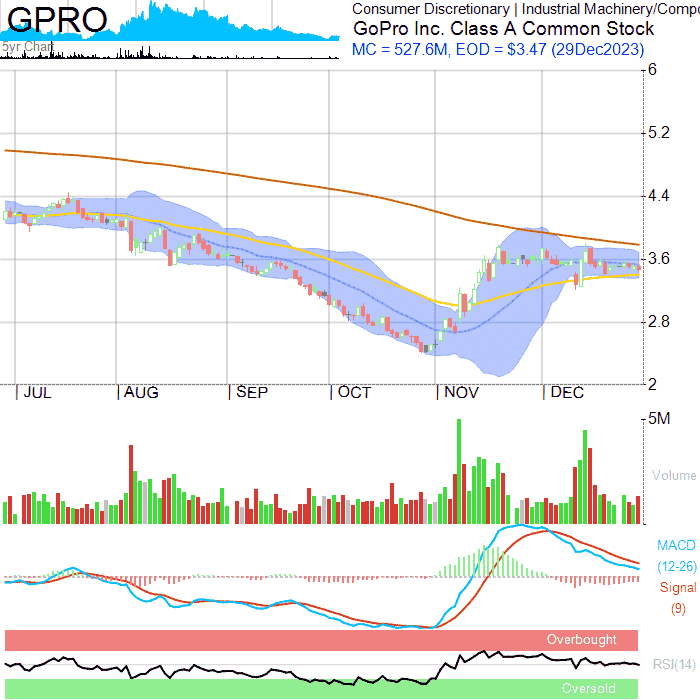 GPRO
5yr Chart
Consumer Discretionary | Industrial Machinery/Compo
GoPro Inc. Class A Common Stock
MC = 527.6M, EOD = $3.47 (29Dec2023)
6
5.2
4.4
3.6
2.8
2
JUL AUG SEP OCT NOV DEC
5M
Volume
MACD
(12-26)
Signal
(9)
Overbought
RSI(14)
Oversold